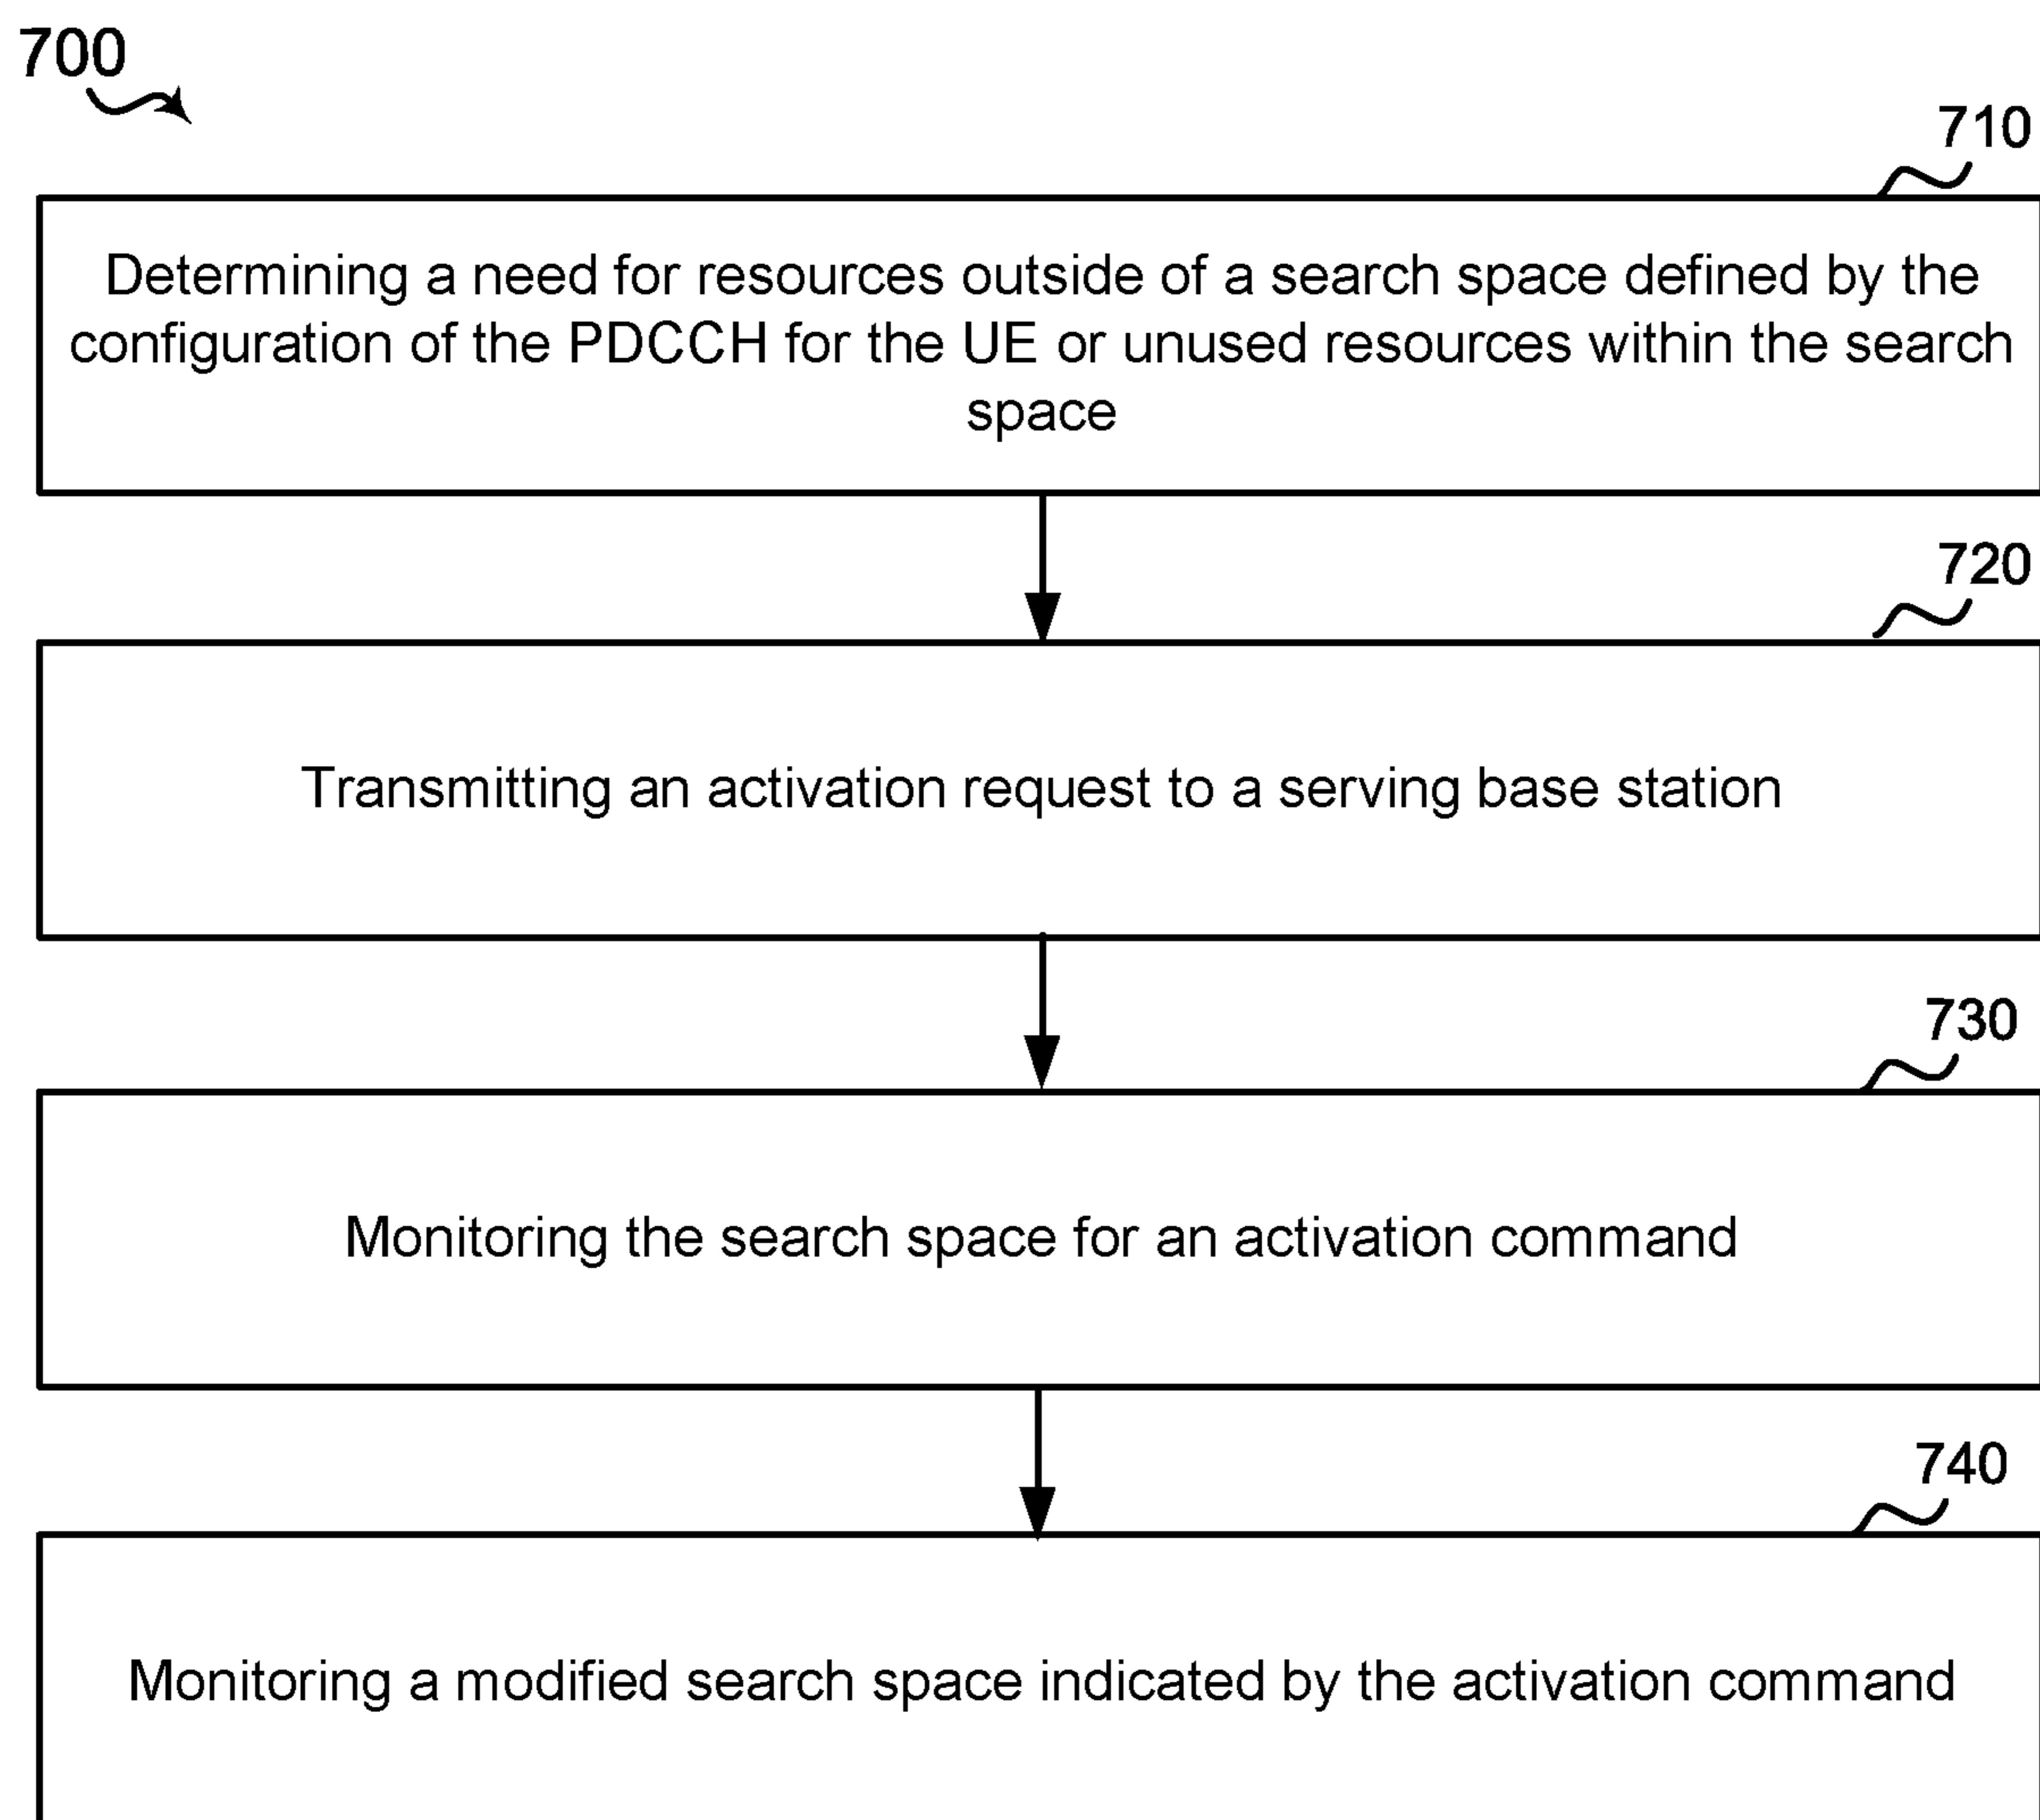 700
710
Determining a need for resources outside of a search space defined by the
configuration of the PDCCH for the UE or unused resources within the search
space
720
Transmitting an activation request to a serving base station
730
Monitoring the search space for an activation command
740
Monitoring a modified search space indicated by the activation command